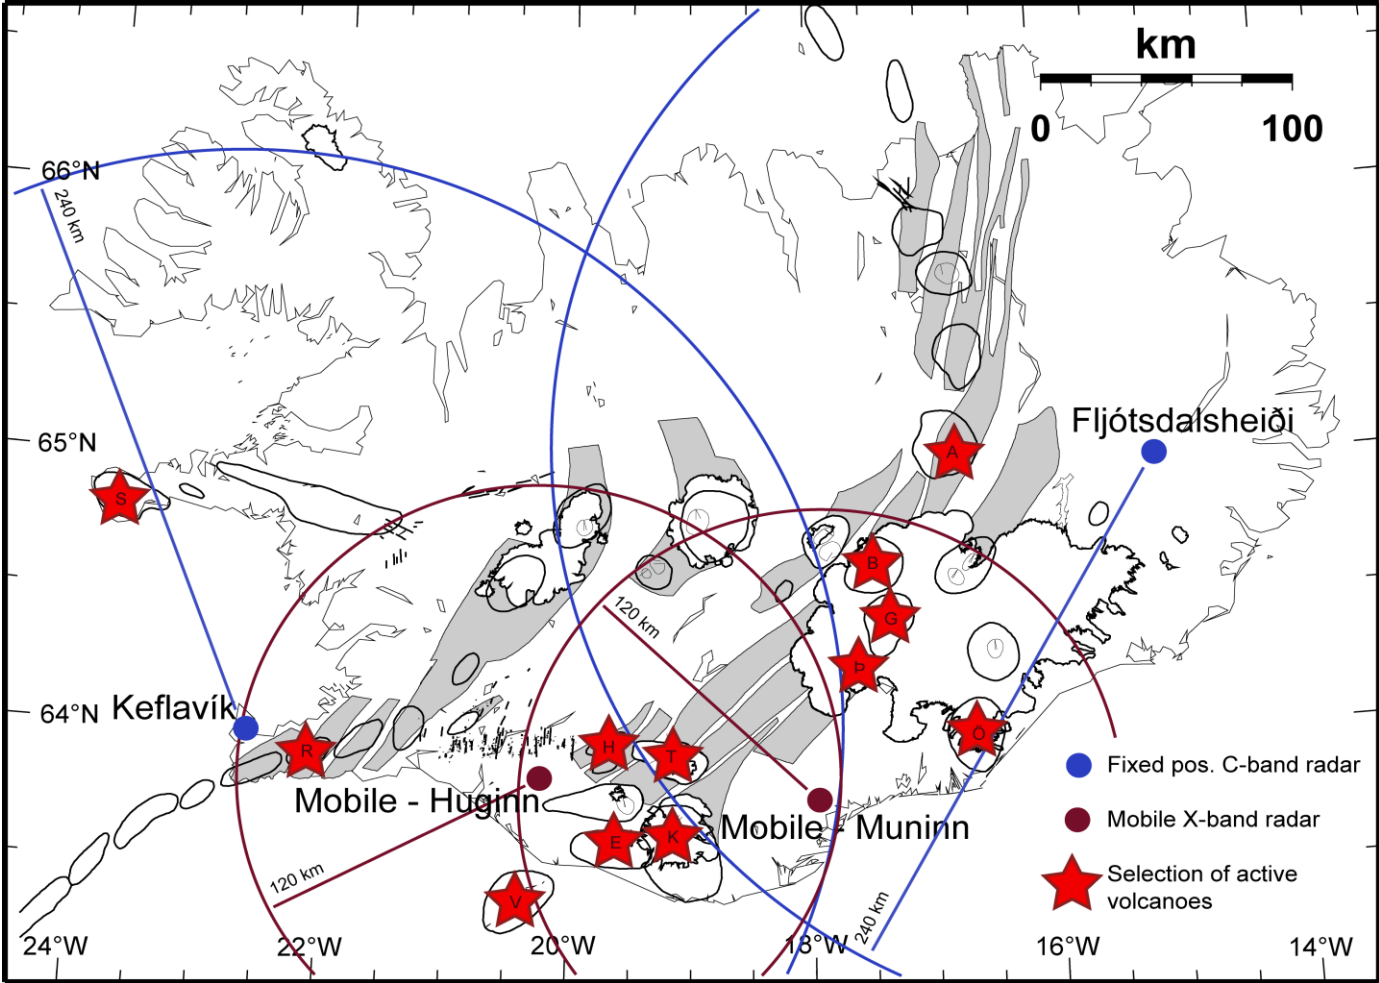 km
0 100
66°N
240 km
65°N
Fljótsdalsheiði
A
S
B
120 km
G
Þ
64°N
Keflavík
R
H
T
Ö
Fixed pos. C-band radar
Mobile - Huginn
Mobile X-band radar
Mobile - Muninn
E
K
120 km
Selection of active
volcanoes
V
240 km
24°W 22°W 20°W 18°W 16°W 14°W